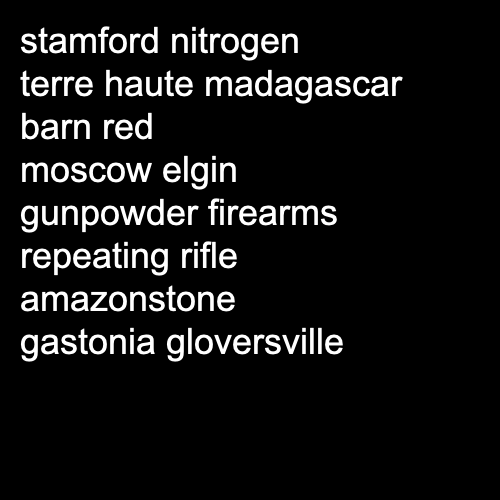 stamford nitrogen
terre haute madagascar
barn red
moscow elgin
gunpowder firearms
repeating rifle
amazonstone
gastonia gloversville